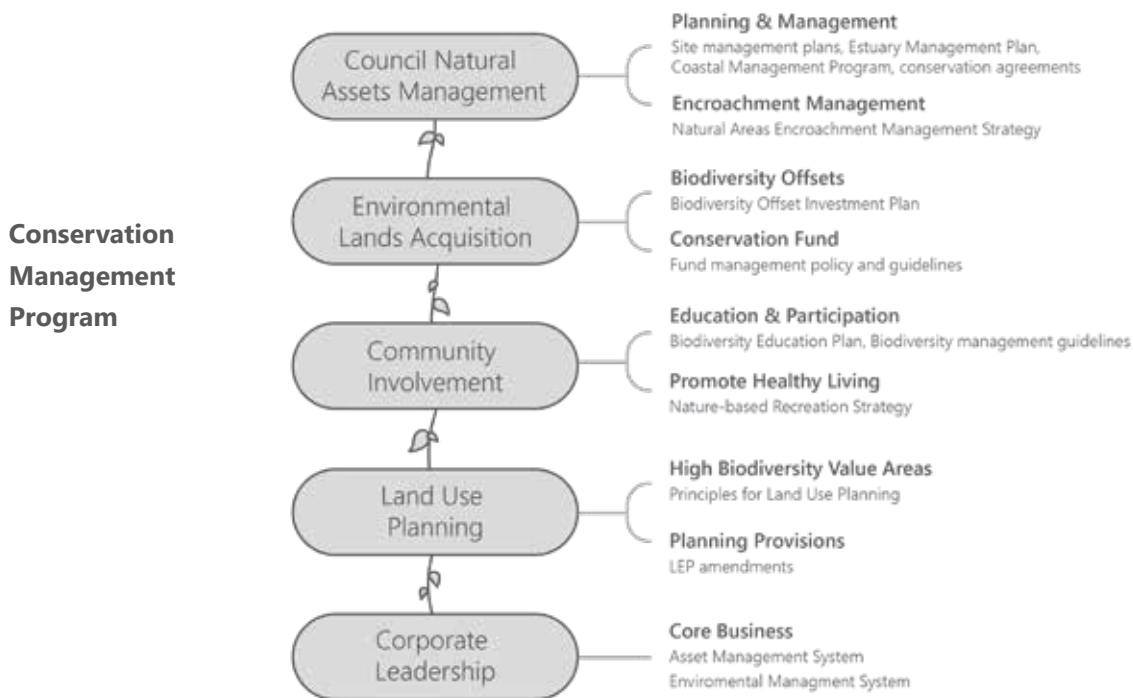 Conservation
Management
Program
Council Natural
Assets Management
Planning & Management
Site management plans, Estuary Management Plan,
Coastal Management Program, conservation agreements
Encroachment Management
Natural Areas Encroachment Management Strategy
Environmental
Lands Acquisition
Biodiversity Offsets
Biodiversity Offset Investment Plan
Conservation Fund
Fund management policy and guidelines
Community
Involvement
Education & Participation
Biodiversity Education Plan, Biodiversity management guidelines
Promote Healthy Living
Nature-based Recreation Strategy
Land Use
Planning
High Biodiversity Value Areas
Principles for Land Use Planning
Planning Provisions
LEP amendments
Corporate
Leadership
Core Business
Asset Management System
Enviromental Managment System